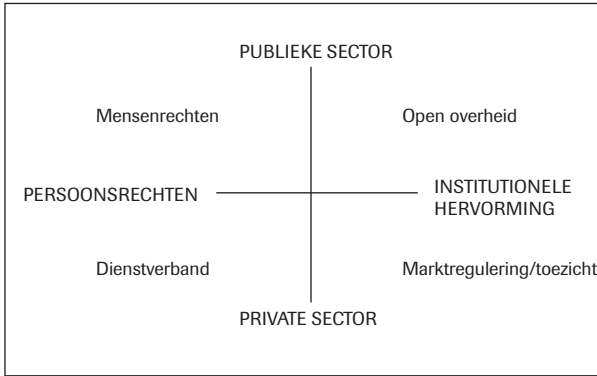 PUBLIEKE SECTOR
Mensenrechten
Open overheid
PERSOONSRECHTEN
INSTITUTIONELE
HERVORMING
Dienstverband
Marktregulering/toezicht
PRIVATE SECTOR